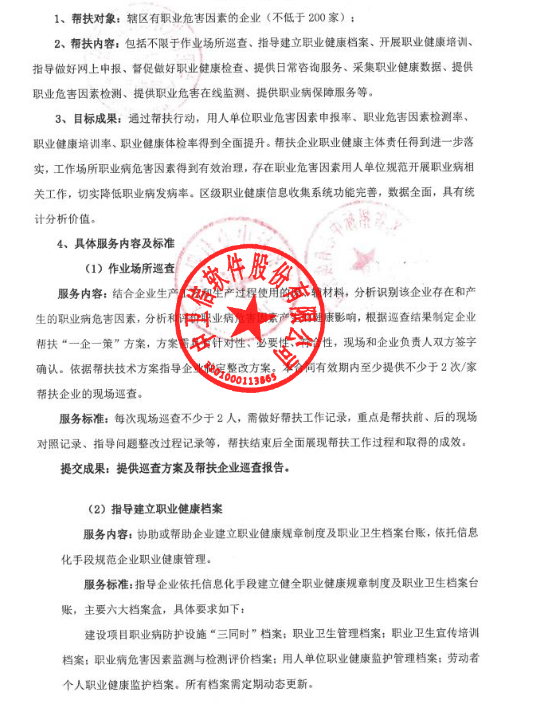 1、帮扶对象：辖区有职业危害因素的企业（不低于 200 家）；
2、帮扶内容：包括不限于作业场所巡查、指导建立职业健康档案、开展职业健康培训、
指导做好网上申报、督促做好职业健康检查、提供日常咨询服务、采集职业健康数据、提供
职业危害因素检测、提供职业危害在线监测、提供职业病保障服务等。
3、目标成果：通过帮扶行动，用人单位职业危害因素申报率、职业危害因素检测率、
职业健康培训率、职业健康体检率得到全面提升。帮扶企业职业健康主体责任得到进一步落
实，工作场所职业病危害因素得到有效治理，存在职业危害因素用人单位规范开展职业病相
关工作，切实降低职业病发病率。区级职业健康信息收集系统功能完善，数据全面，具有统
计分析价值。
4、具体服务内容及标准
（1）作业场所巡查
服务内容：结合企业生产 和生产过程使用的 辅材料，分析识别该企业存在和产
生的职业病危害因素，分析和评价职业病危害因素产 健康影响，根据巡查结果制定企业
帮扶“一企一策”方案，方案 针对性、必要性、 合性，现场和企业负责人双方签字
确认。依据帮扶技术方案指导企业制定整改方案。本合同有效期内至少提供不少于 2 次/家
帮扶企业的现场巡查。
服务标准：每次现场巡查不少于 2 人，需做好帮扶工作记录，重点是帮扶前、后的现场
对照记录、指导问题整改过程记录等，帮扶结束后全面展现帮扶工作过程和取得的成效。
提交成果：提供巡查方案及帮扶企业巡查报告。
（2）指导建立职业健康档案
服务内容：协助或帮助企业建立职业健康规章制度及职业卫生档案台账，依托信息
化手段规范企业职业健康管理。
服务标准：指导企业依托信息化手段建立健全职业健康规章制度及职业卫生档案台
账，主要六大档案盒，具体要求如下：
建设项目职业病防护设施“三同时”档案；职业卫生管理档案；职业卫生宣传培训
档案；职业病危害因素监测与检测评价档案；用人单位职业健康监护管理档案；劳动者
个人职业健康监护档案。所有档案需定期动态更新。
软件股份有限公司